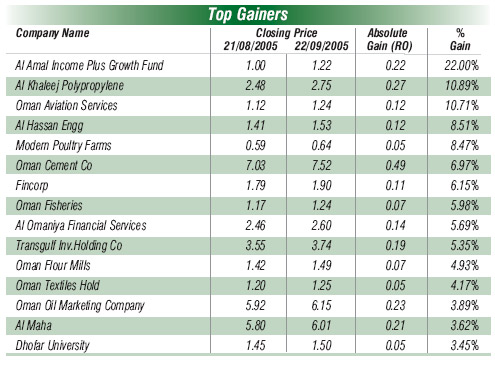 Top Gainers
Company Name Closing Price Absolute %
21/08/2005 22/09/2005 Gain (RO) Gain
Al Amal Income Plus Growth Fund 1.00 1.22 0.22 22.00%
Al Khaleej Polypropylene 2.48 2.75 0.27 10.89%
Oman Aviation Services 1.12 1.24 0.12 10.71%
Al Hassan Engg 1.41 1.53 0.12 8.51%
Modern Poultry Farms 0.59 0.64 0.05 8.47%
Oman Cement Co 7.03 7.52 0.49 6.97%
Fincorp 1.79 1.90 0.11 6.15%
Oman Fisheries 1.17 1.24 0.07 5.98%
Al Omaniya Financial Services 2.46 2.60 0.14 5.69%
Transgulf Inv.Holding Co 3.55 3.74 0.19 5.35%
Oman Flour Mills 1.42 1.49 0.07 4.93%
Oman Textiles Hold 1.20 1.25 0.05 4.17%
Oman Oil Marketing Company 5.92 6.15 0.23 3.89%
Al Maha 5.80 6.01 0.21 3.62%
Dhofar University 1.45 1.50 0.05 3.45%